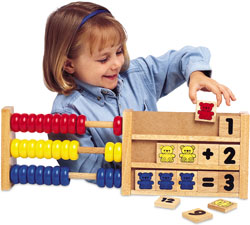 1
+ 2
= 3